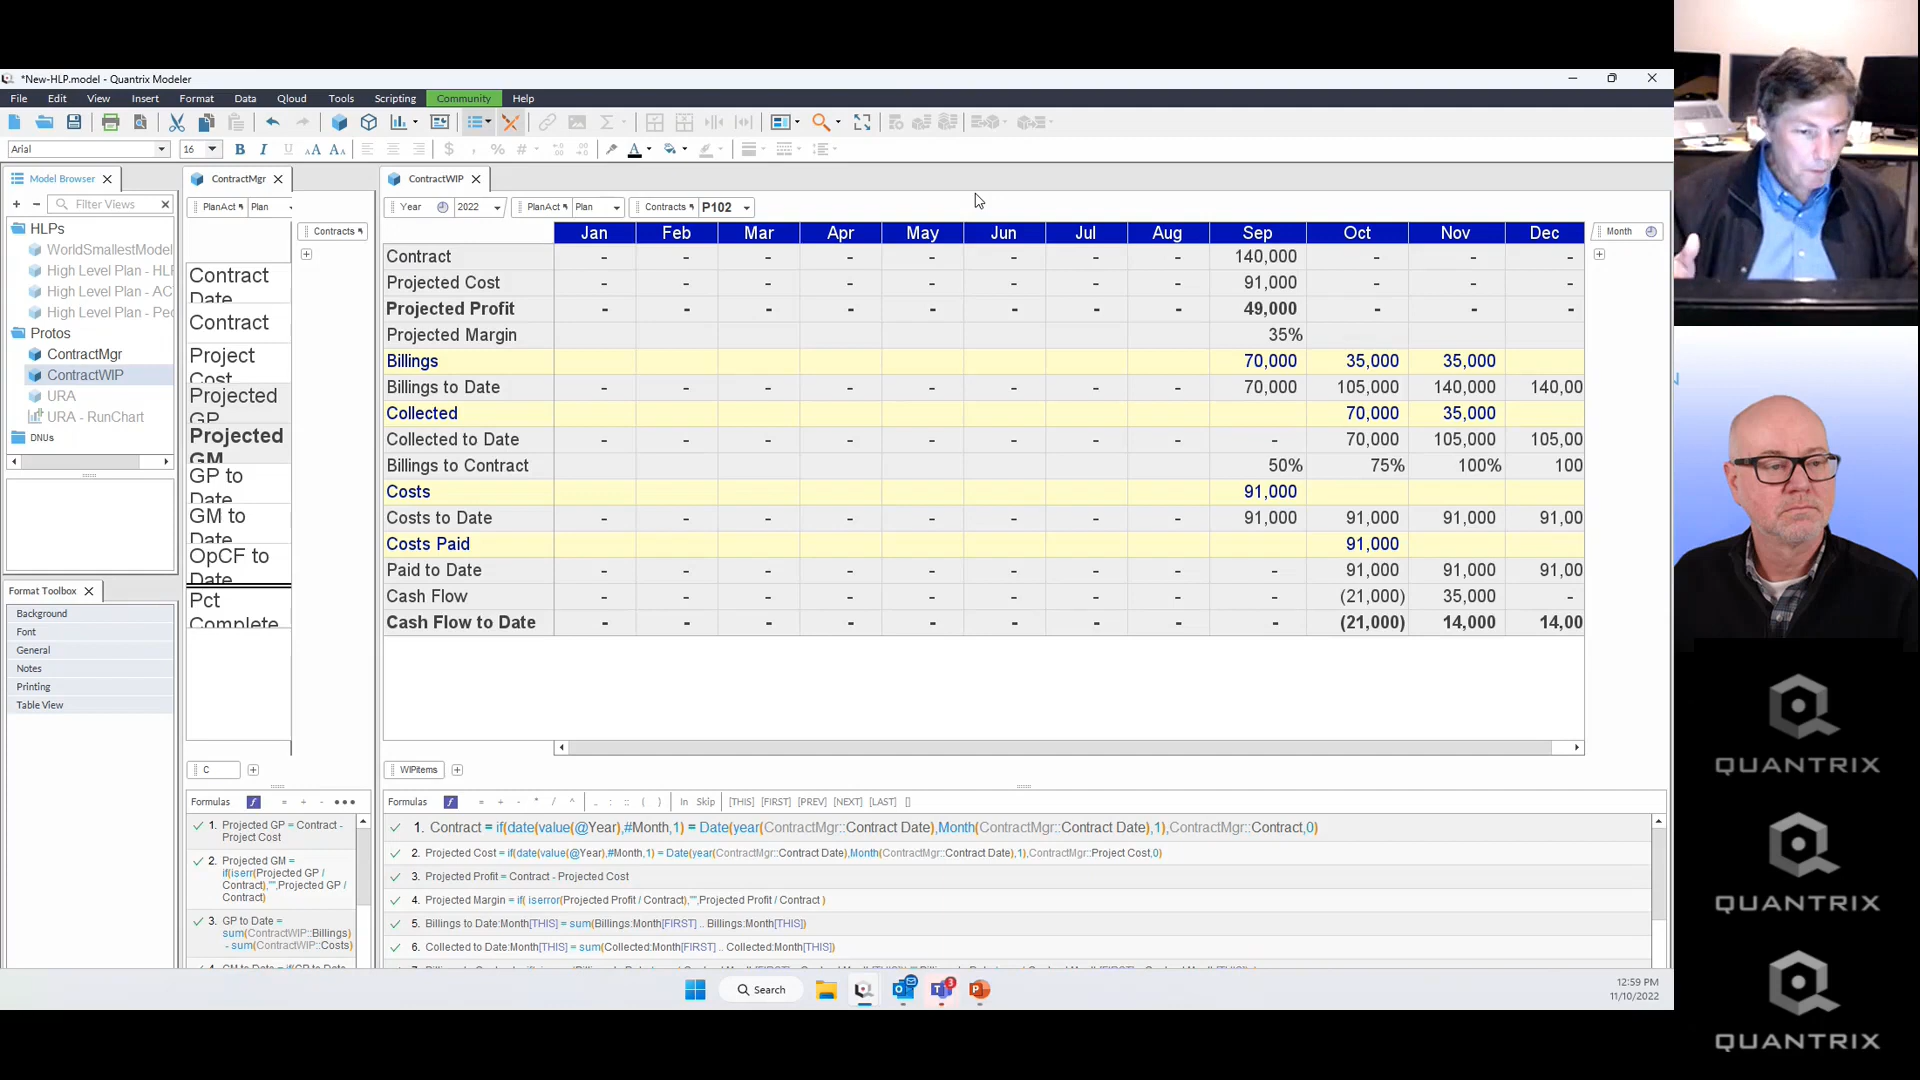 *New-HLP.model - Quantrix Modeler
File Edit View Insert Format Data Qloud Tools Scripting Community Help
Arial 16
Model Browser
Filter Views
HLPs
WorldSmallestModel
High Level Plan - HLF
High Level Plan - AC
High Level Plan - Pec
Protos
ContractMgr
ContractWIP
URA
URA - RunChart
DNUs
Format Toolbox
Background
Font
General
Notes
Printing
Table View
ContractMgr
PlanAct Plan
Contracts
Contract Date
Contract
Project Cost
Projected GP
Projected GM
GP to Date
GM to Date
OpCF to Date
Pct Complete
C
Formulas = + -
1. Projected GP = Contract -
Project Cost
2. Projected GM =
if(iserr(Projected GP /
Contract),"",Projected GP /
Contract)
3. GP to Date =
sum(ContractWIP::Billings)
- sum(ContractWIP::Costs)
ContractWIP
Year 2022 PlanAct Plan Contracts P102
Month
Jan Feb Mar Apr May Jun Jul Aug Sep Oct Nov Dec
Contract - - - - - - - - 140,000 - - -
Projected Cost - - - - - - - - 91,000 - - -
Projected Profit - - - - - - - - 49,000 - - -
Projected Margin 35%
Billings 70,000 35,000 35,000
Billings to Date - - - - - - - - 70,000 105,000 140,000 140,00
Collected 70,000 35,000
Collected to Date - - - - - - - - - 70,000 105,000 105,00
Billings to Contract 50% 75% 100% 100
Costs 91,000
Costs to Date - - - - - - - - 91,000 91,000 91,000 91,00
Costs Paid 91,000
Paid to Date - - - - - - - - - 91,000 91,000 91,00
Cash Flow - - - - - - - - - (21,000) 35,000 -
Cash Flow to Date - - - - - - - - - (21,000) 14,000 14,00
WIPitems
Formulas = + - * / ^ .. : :: ( ) In Skip [THIS] [FIRST] [PREV] [NEXT] [LAST] []
1. Contract = if(date(value(@Year),#Month,1) = Date(year(ContractMgr::Contract Date),Month(ContractMgr::Contract Date),1),ContractMgr::Contract,0)
2. Projected Cost = if(date(value(@Year),#Month,1) = Date(year(ContractMgr::Contract Date),Month(ContractMgr::Contract Date),1),ContractMgr::Project Cost,0)
3. Projected Profit = Contract - Projected Cost
4. Projected Margin = if( iserror(Projected Profit / Contract),"",Projected Profit / Contract )
5. Billings to Date:Month[THIS] = sum(Billings:Month[FIRST] .. Billings:Month[THIS])
6. Collected to Date:Month[THIS] = sum(Collected:Month[FIRST] .. Collected:Month[THIS])
Search
3
12:59 PM
11/10/2022
QUANTRIX
QUANTRIX
QUANTRIX